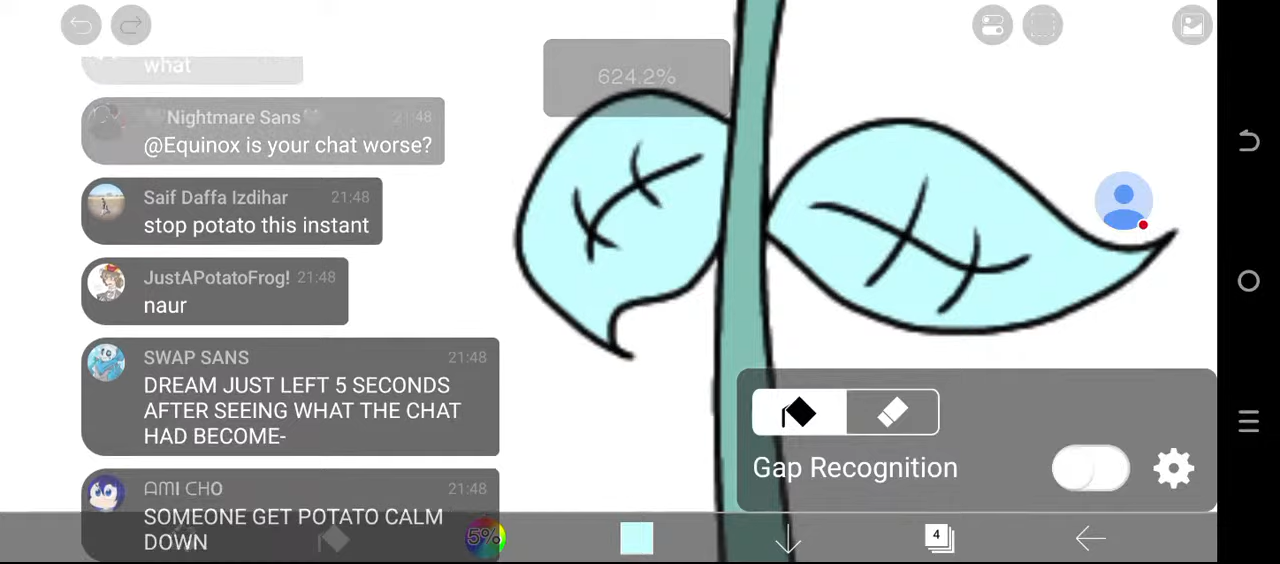 what
624.2%
🤍Nightmare Sans🤍 21:48
@Equinox is your chat worse?
Saif Daffa Izdihar 21:48
stop potato this instant
JustAPotatoFrog! 21:48
naur
SWAP SANS 21:48
DREAM JUST LEFT 5 SECONDS
AFTER SEEING WHAT THE CHAT
HAD BECOME-
AMI CHO 21:48
SOMEONE GET POTATO CALM
DOWN
Gap Recognition
5%
4